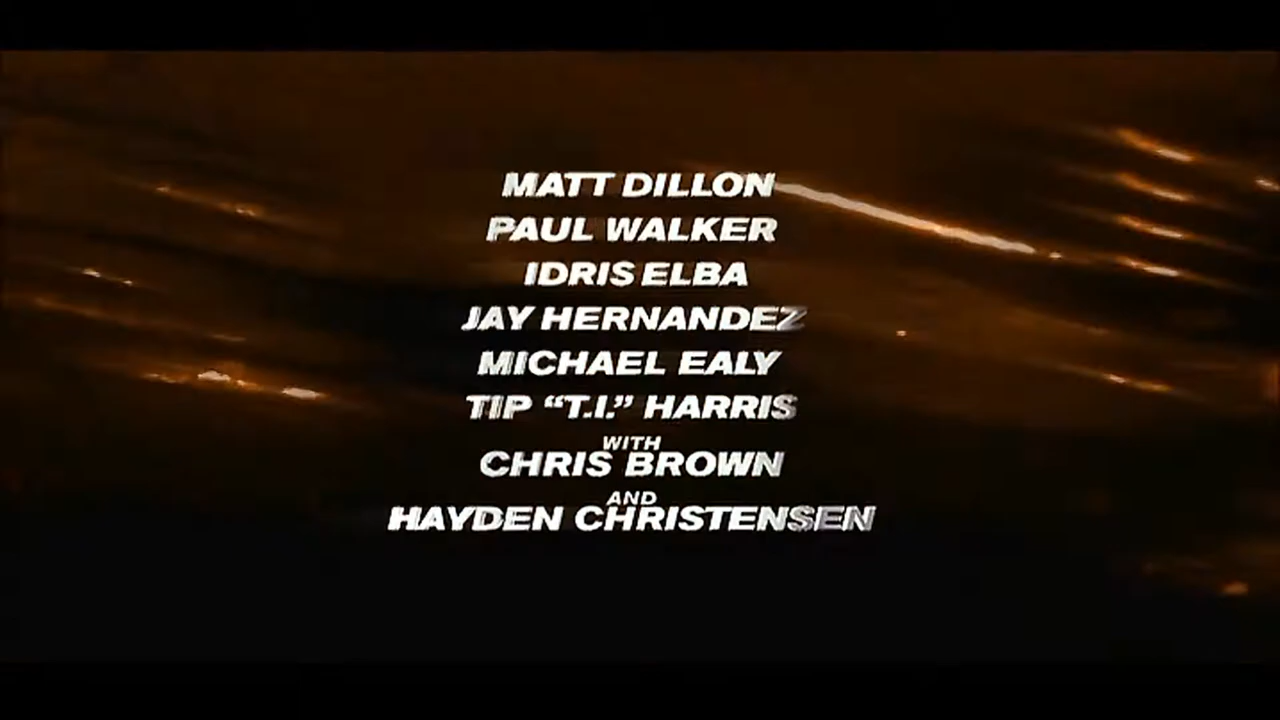 MATT DILLON
PAUL WALKER
IDRIS ELBA
JAY HERNANDEZ
MICHAEL EALY
TIP “T.I.” HARRIS
WITH
CHRIS BROWN
AND
HAYDEN CHRISTENSEN